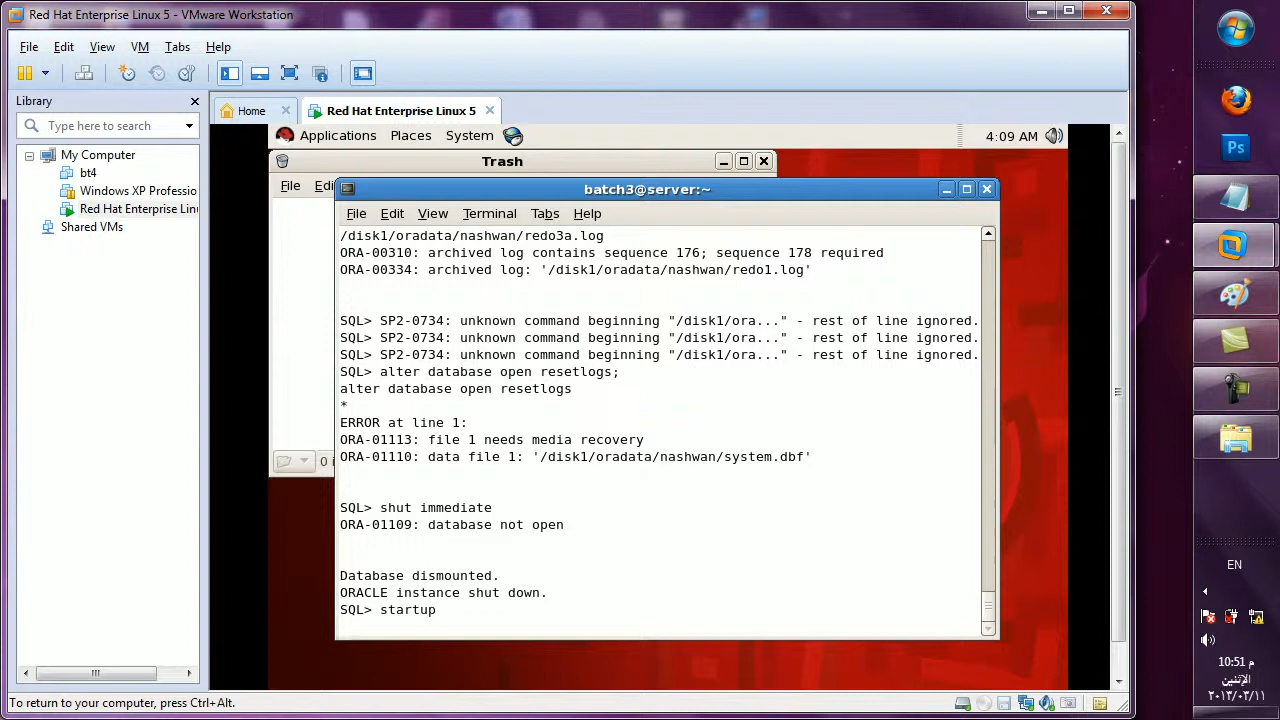 Red Hat Enterprise Linux 5 - VMware Workstation
File Edit View VM Tabs Help
Library
Type here to search
My Computer
bt4
Windows XP Professio
Red Hat Enterprise Lin
Shared VMs
Home
Red Hat Enterprise Linux 5
Applications Places System
4:09 AM
Trash
File Edi
0 i
batch3@server:~
File Edit View Terminal Tabs Help
/disk1/oradata/nashwan/redo3a.log
ORA-00310: archived log contains sequence 176; sequence 178 required
ORA-00334: archived log: '/disk1/oradata/nashwan/redo1.log'
SQL> SP2-0734: unknown command beginning "/disk1/ora..." - rest of line ignored.
SQL> SP2-0734: unknown command beginning "/disk1/ora..." - rest of line ignored.
SQL> SP2-0734: unknown command beginning "/disk1/ora..." - rest of line ignored.
SQL> alter database open resetlogs;
alter database open resetlogs
*
ERROR at line 1:
ORA-01113: file 1 needs media recovery
ORA-01110: data file 1: '/disk1/oradata/nashwan/system.dbf'
SQL> shut immediate
ORA-01109: database not open
Database dismounted.
ORACLE instance shut down.
SQL> startup
To return to your computer, press Ctrl+Alt.
Ps
EN
10:51 م
الإثنين
٢٠١٣/٠٣/١١